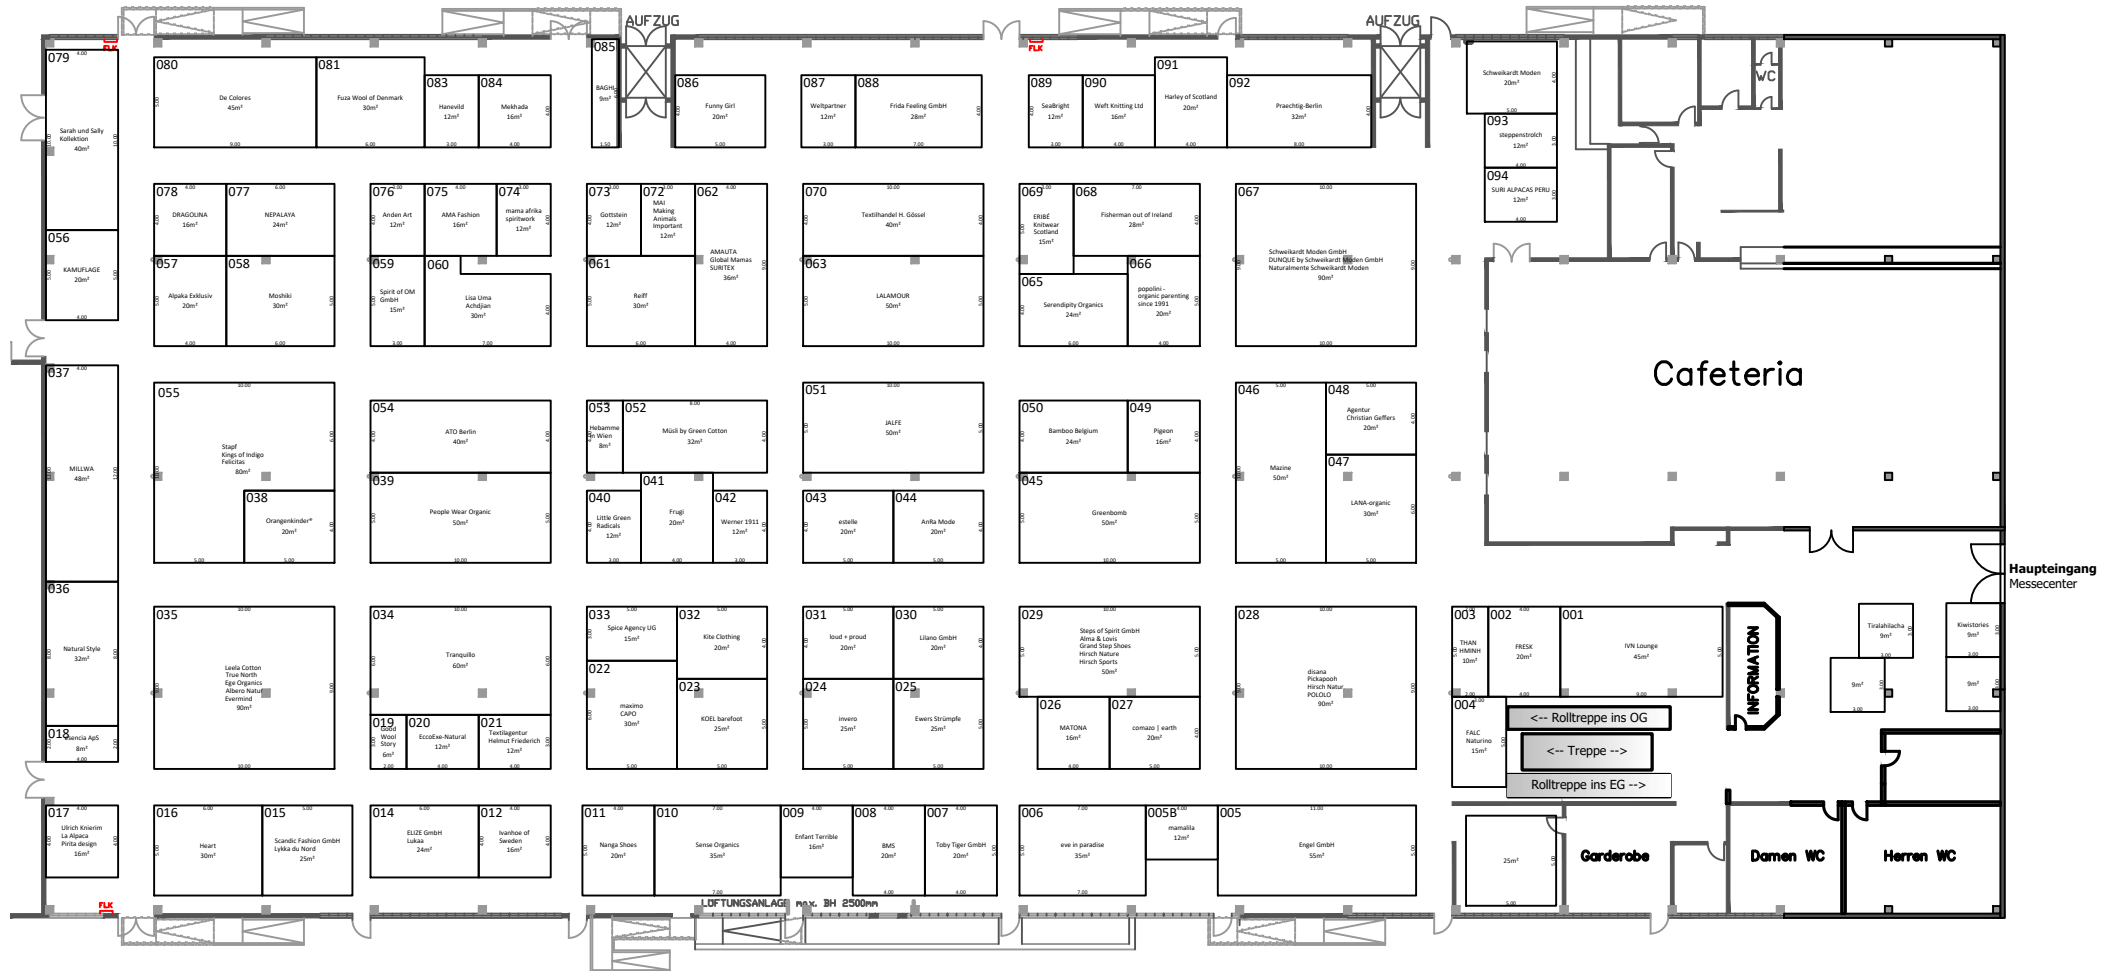 AUFZUG
AUFZUG
FLK
FLK
079
Sarah und Sally
Kollektion
40m²
080
De Colores
45m²
081
Fuza Wool of Denmark
30m²
083
Hanevild
12m²
084
Mekhada
16m²
085
BAGHI
9m²
086
Funny Girl
20m²
087
Weltpartner
12m²
088
Frida Feeling GmbH
28m²
089
SeaBright
12m²
090
Weft Knitting Ltd
16m²
091
Harley of Scotland
20m²
092
Praechtig-Berlin
32m²
Schweikardt Moden
20m²
093
steppenstrolch
12m²
094
SURI ALPACAS PERU
12m²
WC
056
KAMUFLAGE
20m²
078
DRAGOLINA
16m²
077
NEPALAYA
24m²
076
Anden Art
12m²
075
AMA Fashion
16m²
074
mama afrika
spiritwork
12m²
073
Gottstein
12m²
072
MAI
Making
Animals
Important
12m²
062
AMAUTA
Global Mamas
SURITEX
36m²
070
Textilhandel H. Gössel
40m²
069
ERIBÉ
Knitwear
Scotland
15m²
068
Fisherman out of Ireland
28m²
067
Schweikardt Moden GmbH
DUNQUE by Schweikardt Moden GmbH
Naturalmente Schweikardt Moden
90m²
057
Alpaka Exklusiv
20m²
058
Moshiki
30m²
059
Spirit of OM
GmbH
15m²
060
Lisa Uma
Achdjian
30m²
061
Reiff
30m²
063
LALAMOUR
50m²
065
Serendipity Organics
24m²
066
popolini -
organic parenting
since 1991
20m²
Cafeteria
037
MILLWA
48m²
055
Stapf
Kings of Indigo
Felicitas
80m²
054
ATO Berlin
40m²
053
Hebamme
in Wien
8m²
052
Müsli by Green Cotton
32m²
051
JALFE
50m²
050
Bamboo Belgium
24m²
049
Pigeon
16m²
046
Mazine
50m²
048
Agentur
Christian Geffers
20m²
038
Orangenkinder®
20m²
039
People Wear Organic
50m²
040
Little Green
Radicals
12m²
041
Frugi
20m²
042
Werner 1911
12m²
043
estelle
20m²
044
AnRa Mode
20m²
045
Greenbomb
50m²
047
LANA-organic
30m²
Haupteingang
Messecenter
036
Natural Style
32m²
035
Leela Cotton
True North
Ege Organics
Albero Natur
Evermind
90m²
034
Tranquillo
60m²
033
Spice Agency UG
15m²
032
Kite Clothing
20m²
031
loud + proud
20m²
030
Lilano GmbH
20m²
029
Steps of Spirit GmbH
Alma & Lovis
Grand Step Shoes
Hirsch Nature
Hirsch Sports
50m²
028
disana
Pickapooh
Hirsch Natur
POLOLO
90m²
003
THAN
HMINH
10m²
002
FRESK
20m²
001
IVN Lounge
45m²
INFORMATION
Tiralahilacha
9m²
Kiwistories
9m²
9m²
9m²
018
esencia ApS
8m²
019
Good
Wool
Story
6m²
020
EccoExe-Natural
12m²
021
Textilagentur
Helmut Friederich
12m²
022
maximo
CAPO
30m²
023
KOEL barefoot
25m²
024
invero
25m²
025
Ewers Strümpfe
25m²
026
MATONA
16m²
027
comazo | earth
20m²
004
FALC
Naturino
15m²
<-- Rolltreppe ins OG
<-- Treppe -->
Rolltreppe ins EG -->
017
Ulrich Knierim
La Alpaca
Pirita design
16m²
016
Heart
30m²
015
Scandic Fashion GmbH
Lykka du Nord
25m²
014
ELIZE GmbH
Lukaa
24m²
012
Ivanhoe of
Sweden
16m²
011
Nanga Shoes
20m²
010
Sense Organics
35m²
009
Enfant Terrible
16m²
008
BMS
20m²
007
Toby Tiger GmbH
20m²
006
eve in paradise
35m²
005B
mamalila
12m²
005
Engel GmbH
55m²
25m²
Garderobe
Damen WC
Herren WC
FLK
LÜFTUNGSANLAGE max. BH 2500mm